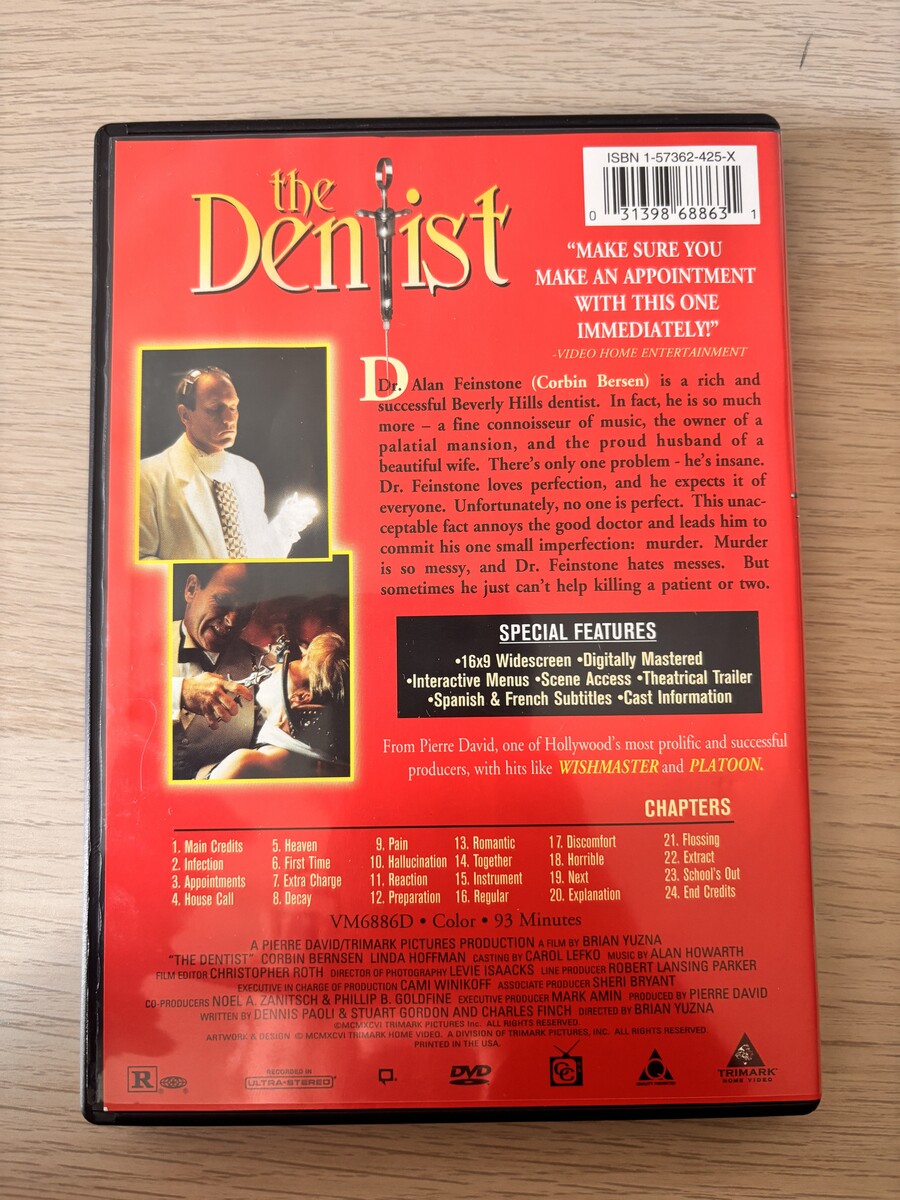 the
Dentist
ISBN 1-57362-425-X
0 31398 68863 1
“MAKE SURE YOU
MAKE AN APPOINTMENT
WITH THIS ONE
IMMEDIATELY!”
-VIDEO HOME ENTERTAINMENT
Dr. Alan Feinstone (Corbin Bersen) is a rich and
successful Beverly Hills dentist. In fact, he is so much
more – a fine connoisseur of music, the owner of a
palatial mansion, and the proud husband of a
beautiful wife. There's only one problem - he's insane.
Dr. Feinstone loves perfection, and he expects it of
everyone. Unfortunately, no one is perfect. This unac-
ceptable fact annoys the good doctor and leads him to
commit his one small imperfection: murder. Murder
is so messy, and Dr. Feinstone hates messes. But
sometimes he just can't help killing a patient or two.
SPECIAL FEATURES
•16x9 Widescreen •Digitally Mastered
•Interactive Menus •Scene Access •Theatrical Trailer
•Spanish & French Subtitles •Cast Information
From Pierre David, one of Hollywood's most prolific and successful
producers, with hits like WISHMASTER and PLATOON.
CHAPTERS
1. Main Credits
2. Infection
3. Appointments
4. House Call
5. Heaven
6. First Time
7. Extra Charge
8. Decay
9. Pain
10. Hallucination
11. Reaction
12. Preparation
13. Romantic
14. Together
15. Instrument
16. Regular
17. Discomfort
18. Horrible
19. Next
20. Explanation
21. Flossing
22. Extract
23. School's Out
24. End Credits
VM6886D • Color • 93 Minutes
A PIERRE DAVID/TRIMARK PICTURES PRODUCTION A FILM BY BRIAN YUZNA
“THE DENTIST” CORBIN BERNSEN LINDA HOFFMAN CASTING BY CAROL LEFKO MUSIC BY ALAN HOWARTH
FILM EDITOR CHRISTOPHER ROTH DIRECTOR OF PHOTOGRAPHY LEVIE ISAACKS LINE PRODUCER ROBERT LANSING PARKER
EXECUTIVE IN CHARGE OF PRODUCTION CAMI WINIKOFF ASSOCIATE PRODUCER SHERI BRYANT
CO-PRODUCERS NOEL A. ZANITSCH & PHILLIP B. GOLDFINE EXECUTIVE PRODUCER MARK AMIN PRODUCED BY PIERRE DAVID
WRITTEN BY DENNIS PAOLI & STUART GORDON AND CHARLES FINCH DIRECTED BY BRIAN YUZNA
©MCMXCVI TRIMARK PICTURES Inc. ALL RIGHTS RESERVED.
ARTWORK & DESIGN © MCMXCVI TRIMARK HOME VIDEO. A DIVISION OF TRIMARK PICTURES, INC. ALL RIGHTS RESERVED.
PRINTED IN THE USA.
R
RECORDED IN
ULTRA-STEREO
DVD
VIDEO
CC
TRIMARK
HOME VIDEO